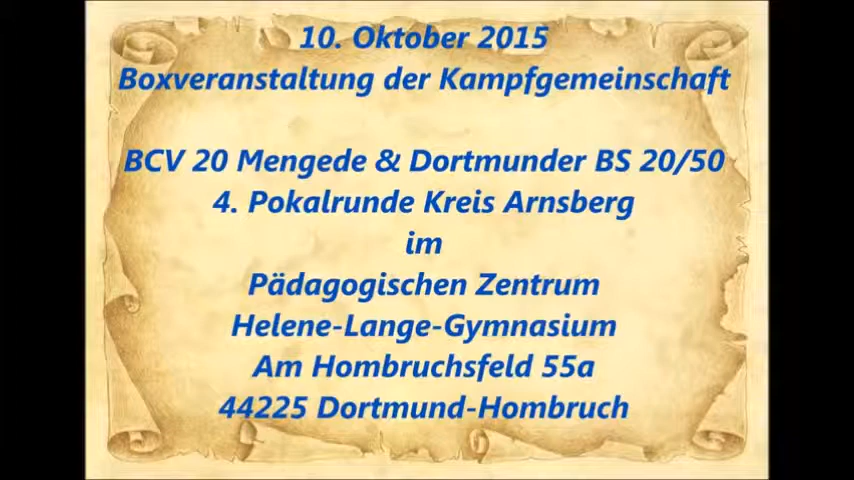 10. Oktober 2015
Boxveranstaltung der Kampfgemeinschaft
BCV 20 Mengede & Dortmunder BS 20/50
4. Pokalrunde Kreis Arnsberg
im
Pädagogischen Zentrum
Helene-Lange-Gymnasium
Am Hombruchsfeld 55a
44225 Dortmund-Hombruch